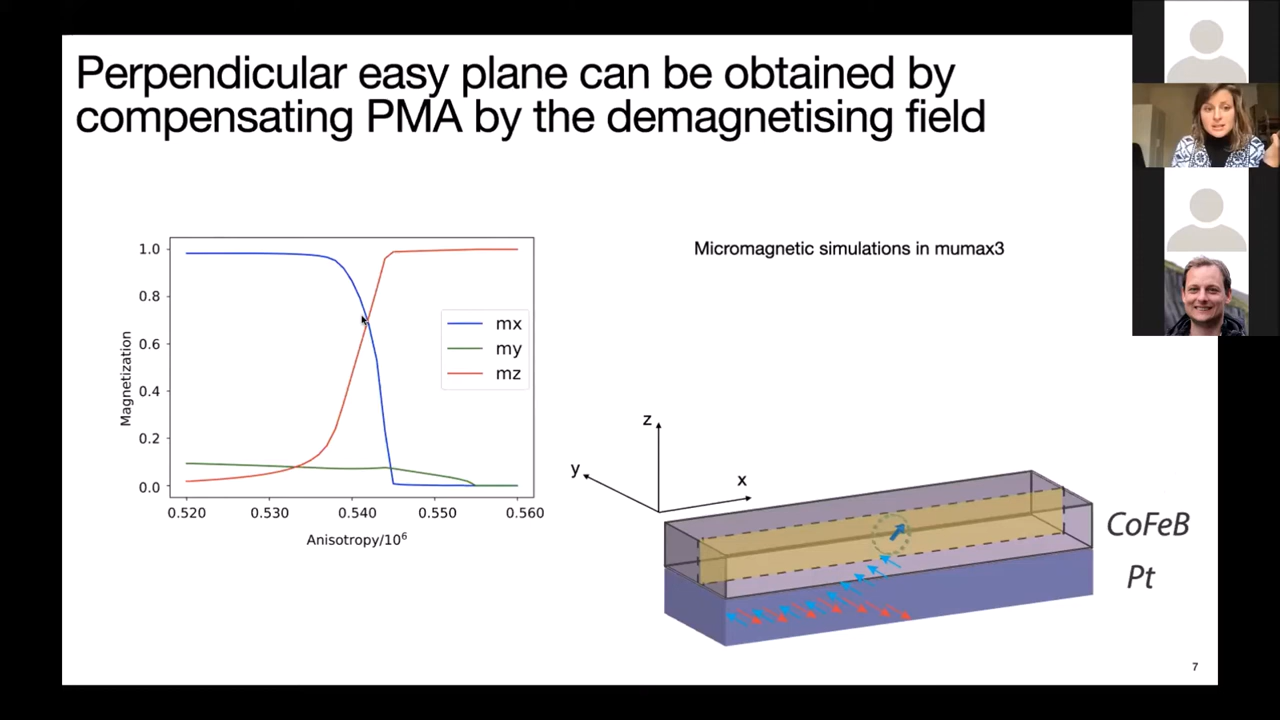 Perpendicular easy plane can be obtained by
compensating PMA by the demagnetising field
Micromagnetic simulations in mumax3
Magnetization
1.0
0.8
0.6
0.4
0.2
0.0
mx
my
mz
0.520
0.530
0.540
0.550
0.560
Anisotropy/10⁶
z
y
x
CoFeB
Pt
7